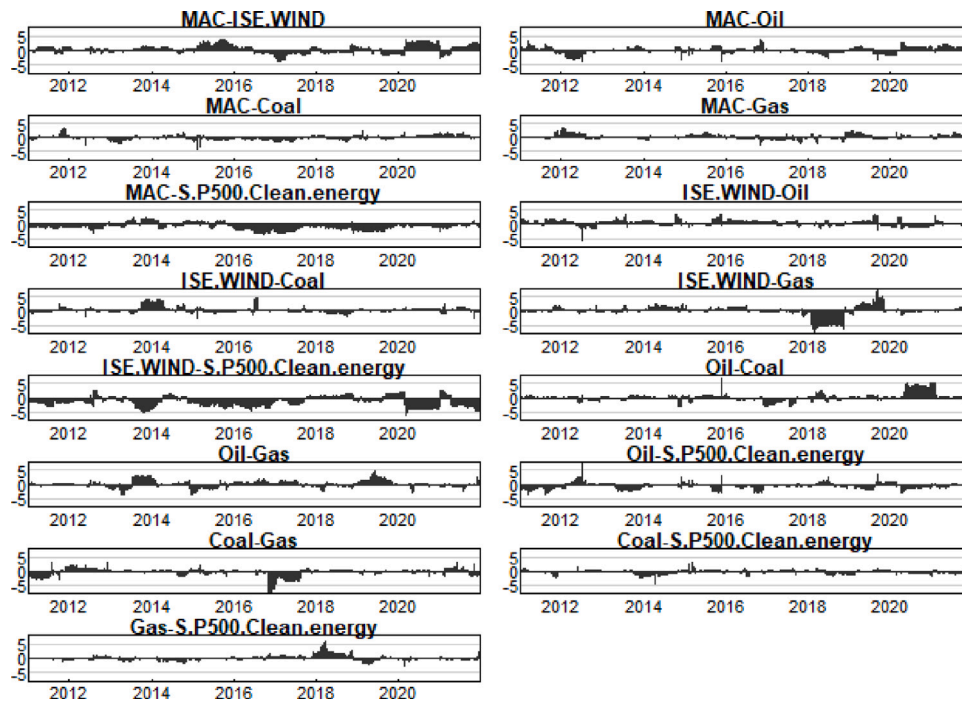 MAC-ISE.WIND
5
0
-5
2012 2014 2016 2018 2020
MAC-Oil
5
0
-5
2012 2014 2016 2018 2020
MAC-Coal
5
0
-5
2012 2014 2016 2018 2020
MAC-Gas
5
0
-5
2012 2014 2016 2018 2020
MAC-S.P500.Clean.energy
5
0
-5
2012 2014 2016 2018 2020
ISE.WIND-Oil
5
0
-5
2012 2014 2016 2018 2020
ISE.WIND-Coal
5
0
-5
2012 2014 2016 2018 2020
ISE.WIND-Gas
5
0
-5
2012 2014 2016 2018 2020
ISE.WIND-S.P500.Clean.energy
5
0
-5
2012 2014 2016 2018 2020
Oil-Coal
5
0
-5
2012 2014 2016 2018 2020
Oil-Gas
5
0
-5
2012 2014 2016 2018 2020
Oil-S.P500.Clean.energy
5
0
-5
2012 2014 2016 2018 2020
Coal-Gas
5
0
-5
2012 2014 2016 2018 2020
Coal-S.P500.Clean.energy
5
0
-5
2012 2014 2016 2018 2020
Gas-S.P500.Clean.energy
5
0
-5
2012 2014 2016 2018 2020